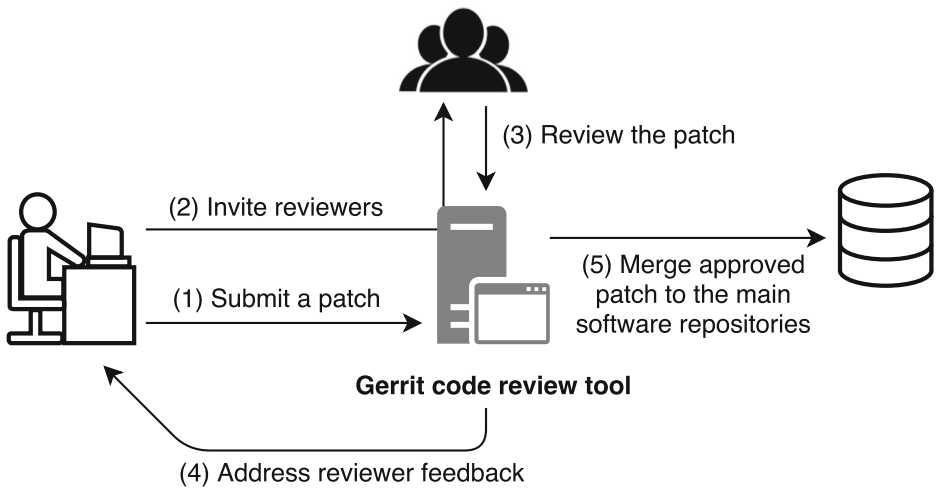 (3) Review the patch
(2) Invite reviewers
(1) Submit a patch
(5) Merge approved
patch to the main
software repositories
Gerrit code review tool
(4) Address reviewer feedback